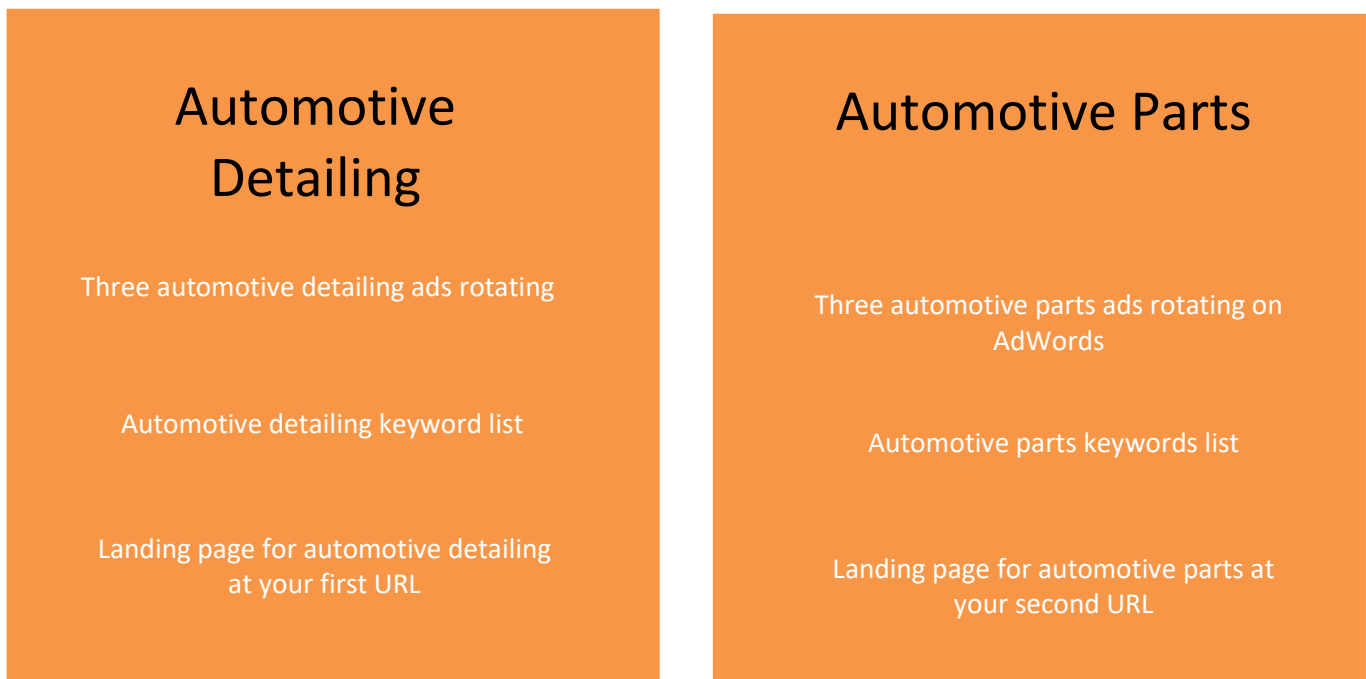 Automotive
Detailing
Three automotive detailing ads rotating
Automotive detailing keyword list
Landing page for automotive detailing
at your first URL
Automotive Parts
Three automotive parts ads rotating on
AdWords
Automotive parts keywords list
Landing page for automotive parts at
your second URL